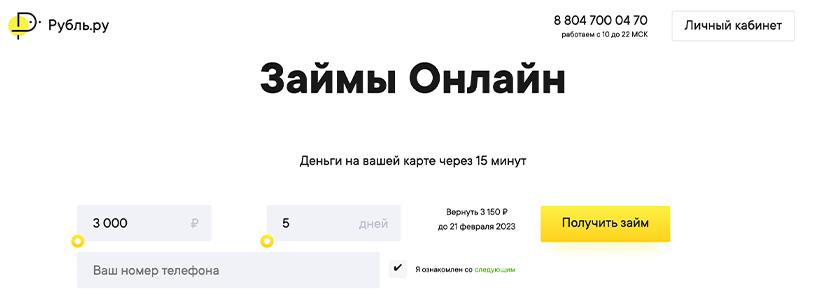 Рубль.ру
8 804 700 04 70
работаем с 10 до 22 МСК
Личный кабинет
Займы Онлайн
Деньги на вашей карте через 15 минут
3 000 ₽
5 дней
Вернуть 3 150 ₽
до 21 февраля 2023
Получить займ
Ваш номер телефона
Я ознакомлен со следующим